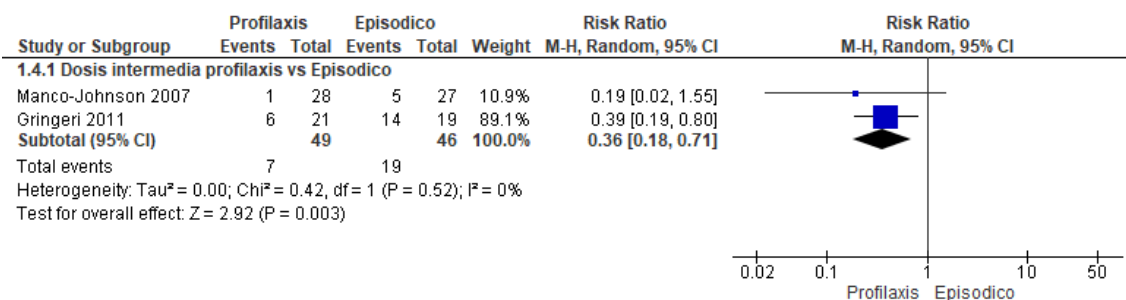 Profilaxis Episodico Risk Ratio Risk Ratio
Study or Subgroup Events Total Events Total Weight M-H, Random, 95% CI M-H, Random, 95% CI
1.4.1 Dosis intermedia profilaxis vs Episodico
Manco-Johnson 2007 1 28 5 27 10.9% 0.19 [0.02, 1.55]
Gringeri 2011 6 21 14 19 89.1% 0.39 [0.19, 0.80]
Subtotal (95% CI) 49 46 100.0% 0.36 [0.18, 0.71]
Total events 7 19
Heterogeneity: Tau² = 0.00; Chi² = 0.42, df = 1 (P = 0.52); I² = 0%
Test for overall effect: Z = 2.92 (P = 0.003)
0.02 0.1 1 10 50
Profilaxis Episodico